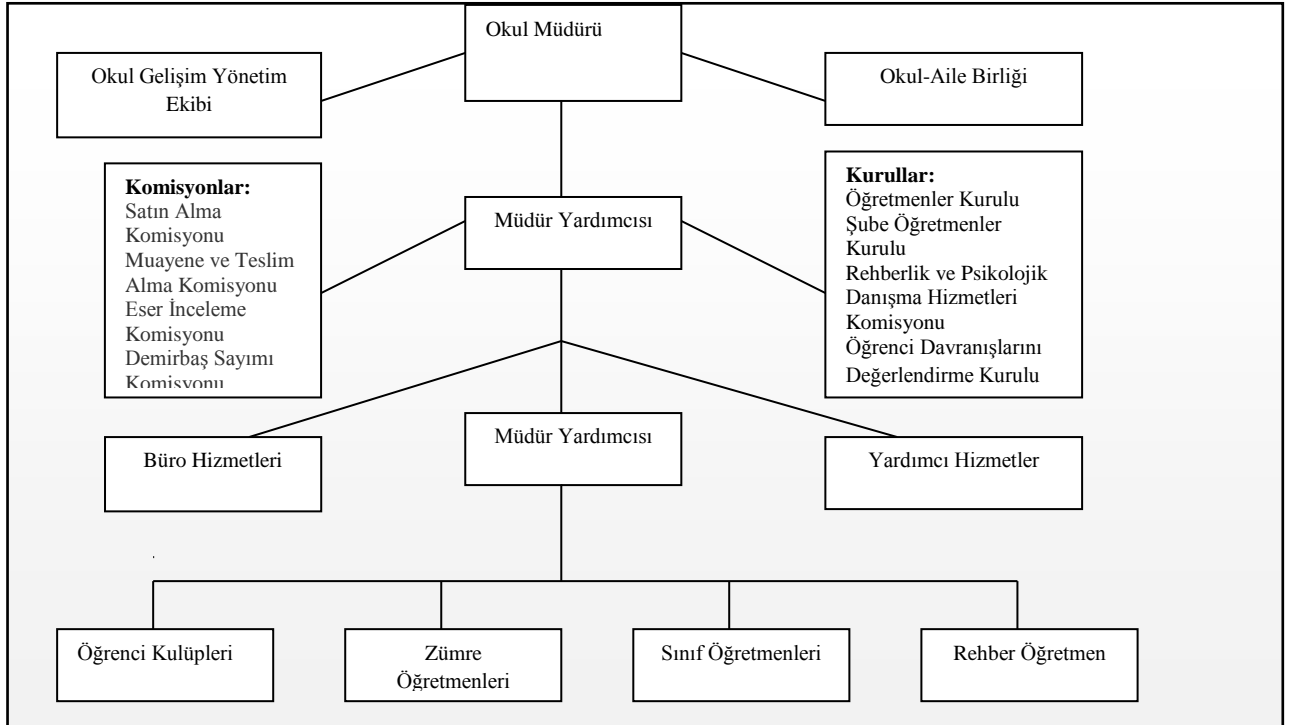 Okul Müdürü
Okul Gelişim Yönetim
Ekibi
Okul-Aile Birliği
Komisyonlar:
Satın Alma
Komisyonu
Muayene ve Teslim
Alma Komisyonu
Eser İnceleme
Komisyonu
Demirbaş Sayımı
Komisyonu
Müdür Yardımcısı
Kurullar:
Öğretmenler Kurulu
Şube Öğretmenler
Kurulu
Rehberlik ve Psikolojik
Danışma Hizmetleri
Komisyonu
Öğrenci Davranışlarını
Değerlendirme Kurulu
Büro Hizmetleri
Müdür Yardımcısı
Yardımcı Hizmetler
Öğrenci Kulüpleri
Zümre
Öğretmenleri
Sınıf Öğretmenleri
Rehber Öğretmen